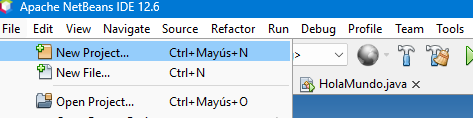 Apache NetBeans IDE 12.6
File Edit View Navigate Source Refactor Run Debug Profile Team Tools
New Project... Ctrl+Mayús+N
New File... Ctrl+N
HolaMundo.java
Open Project... Ctrl+Mayús+O